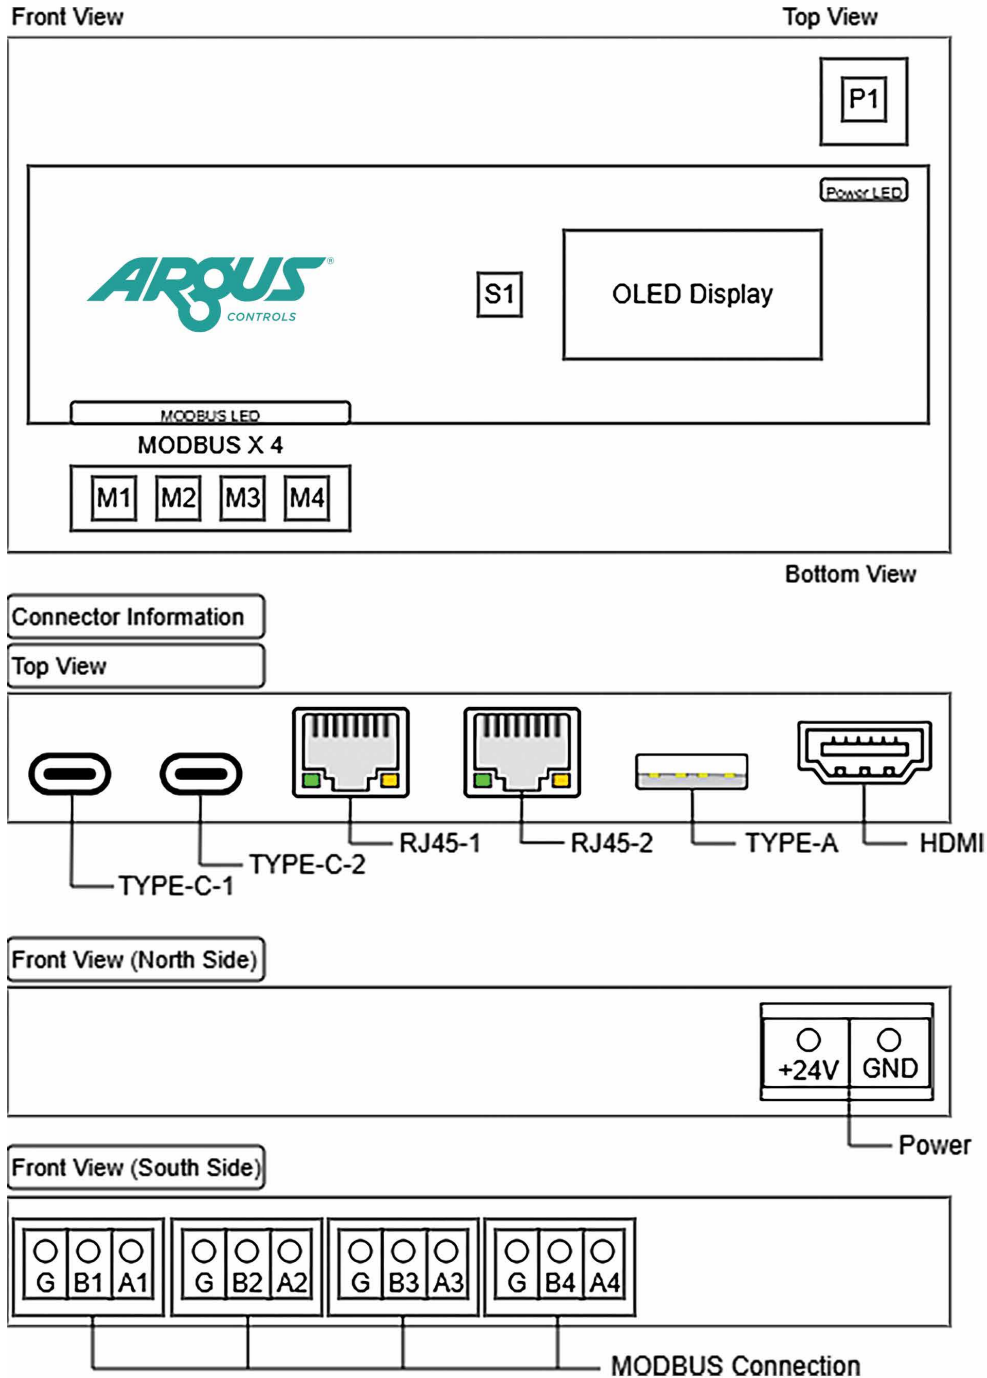 Front View
Top View
P1
Power LED
ARGUS®
CONTROLS
S1
OLED Display
MODBUS LED
MODBUS X 4
M1 M2 M3 M4
Bottom View
Connector Information
Top View
RJ45-1
RJ45-2
TYPE-A
HDMI
TYPE-C-2
TYPE-C-1
Front View (North Side)
+24V GND
Power
Front View (South Side)
G B1 A1 G B2 A2 G B3 A3 G B4 A4
MODBUS Connection